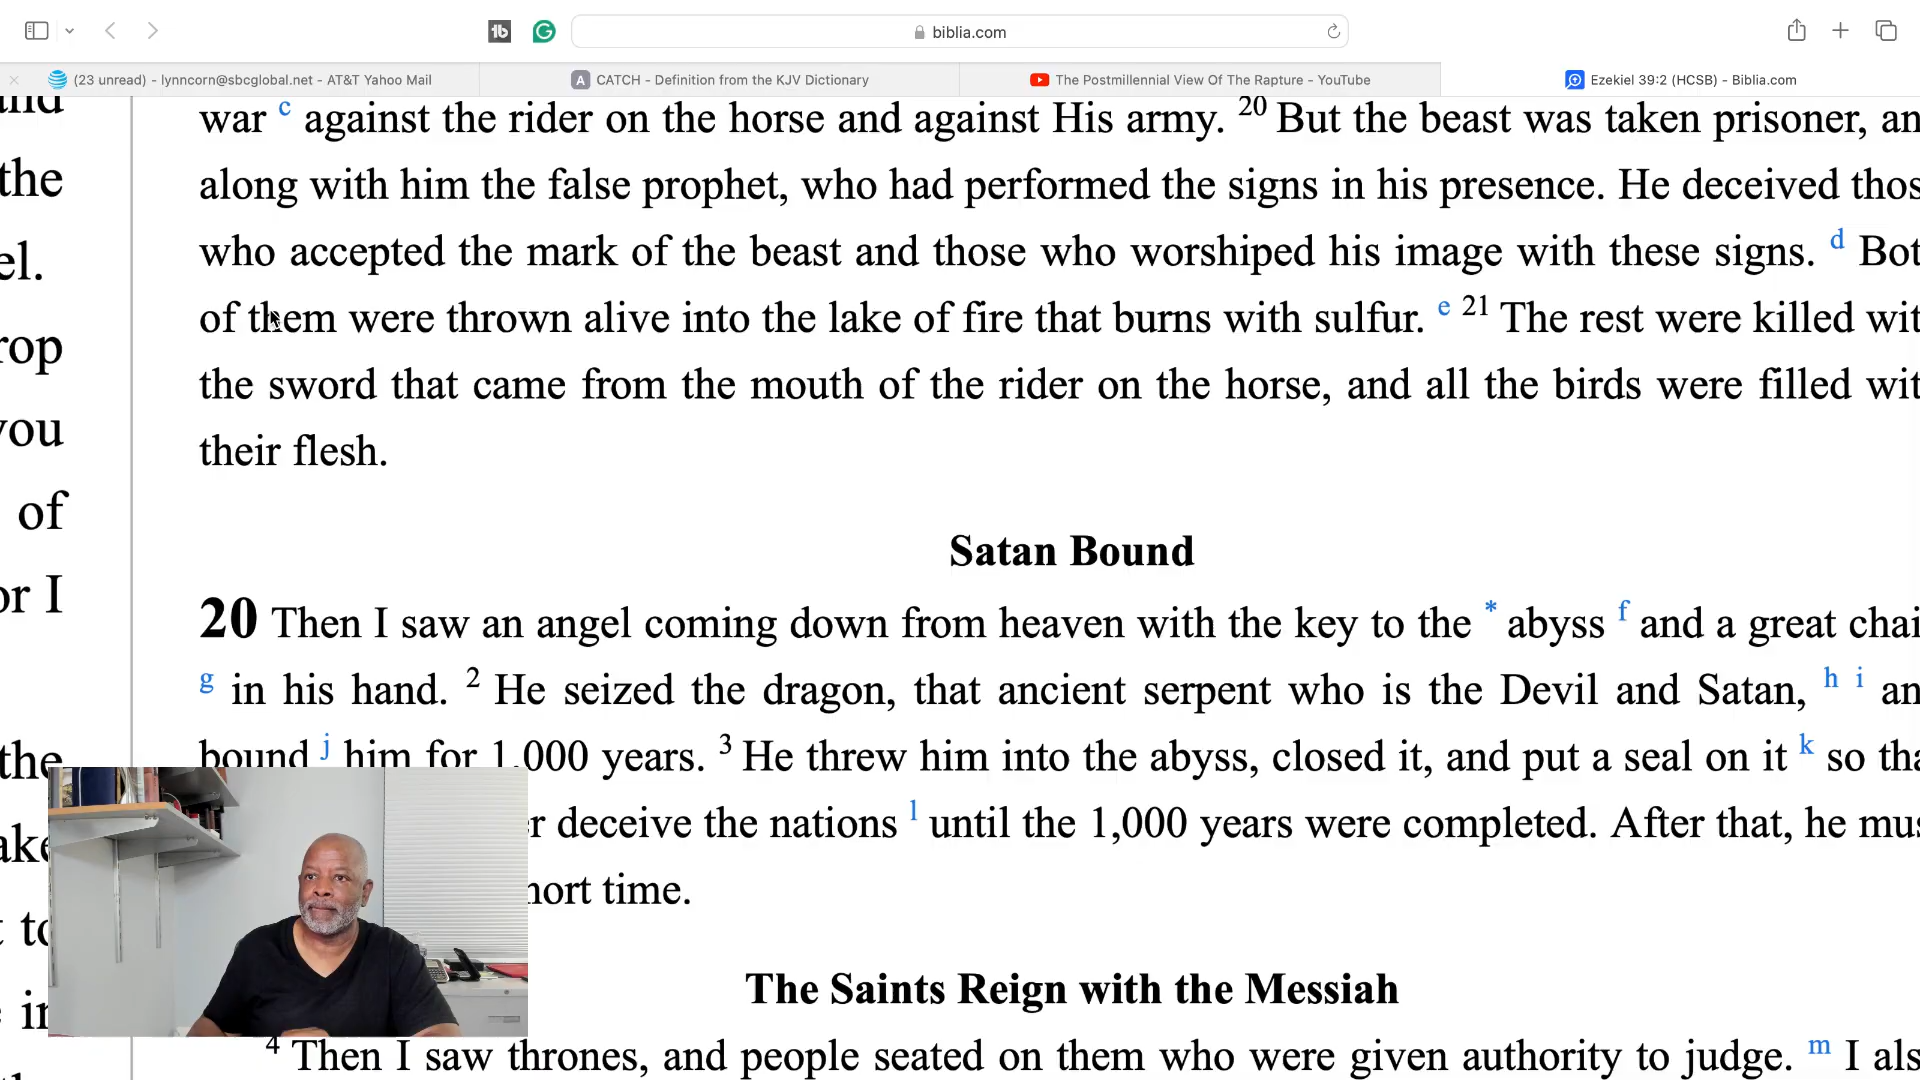 biblia.com
(23 unread) - lynncorn@sbcglobal.net - AT&T Yahoo Mail
CATCH - Definition from the KJV Dictionary
The Postmillennial View Of The Rapture - YouTube
Ezekiel 39:2 (HCSB) - Biblia.com
the
el.
rop
you
of
or I
the
war c against the rider on the horse and against His army. 20 But the beast was taken prisoner, an
along with him the false prophet, who had performed the signs in his presence. He deceived thos
who accepted the mark of the beast and those who worshiped his image with these signs. d Bot
of them were thrown alive into the lake of fire that burns with sulfur. e 21 The rest were killed wit
the sword that came from the mouth of the rider on the horse, and all the birds were filled wit
their flesh.
Satan Bound
20 Then I saw an angel coming down from heaven with the key to the * abyss f and a great chai
g in his hand. 2 He seized the dragon, that ancient serpent who is the Devil and Satan, h i an
bound j him for 1,000 years. 3 He threw him into the abyss, closed it, and put a seal on it k so tha
er deceive the nations l until the 1,000 years were completed. After that, he mus
hort time.
The Saints Reign with the Messiah
4 Then I saw thrones, and people seated on them who were given authority to judge. m I als